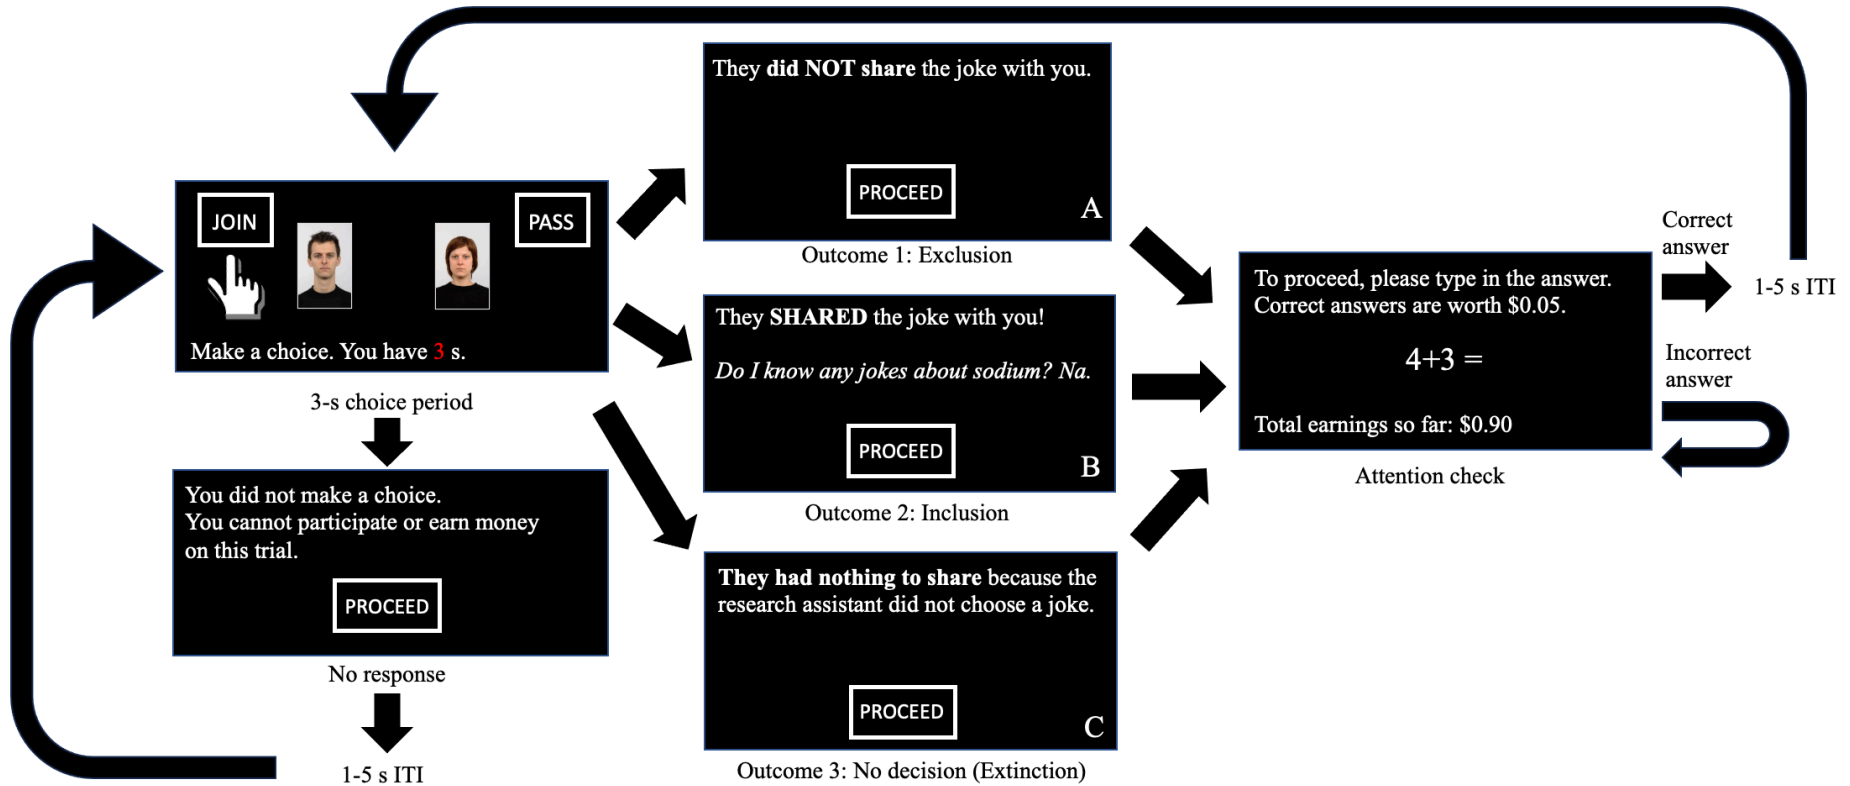 JOIN
PASS
Make a choice. You have 3 s.
3-s choice period
You did not make a choice.
You cannot participate or earn money
on this trial.
PROCEED
No response
1-5 s ITI
They did NOT share the joke with you.
PROCEED
A
Outcome 1: Exclusion
They SHARED the joke with you!
Do I know any jokes about sodium? Na.
PROCEED
B
Outcome 2: Inclusion
They had nothing to share because the
research assistant did not choose a joke.
PROCEED
C
Outcome 3: No decision (Extinction)
To proceed, please type in the answer.
Correct answers are worth $0.05.
4+3 =
Total earnings so far: $0.90
Attention check
Correct
answer
1-5 s ITI
Incorrect
answer